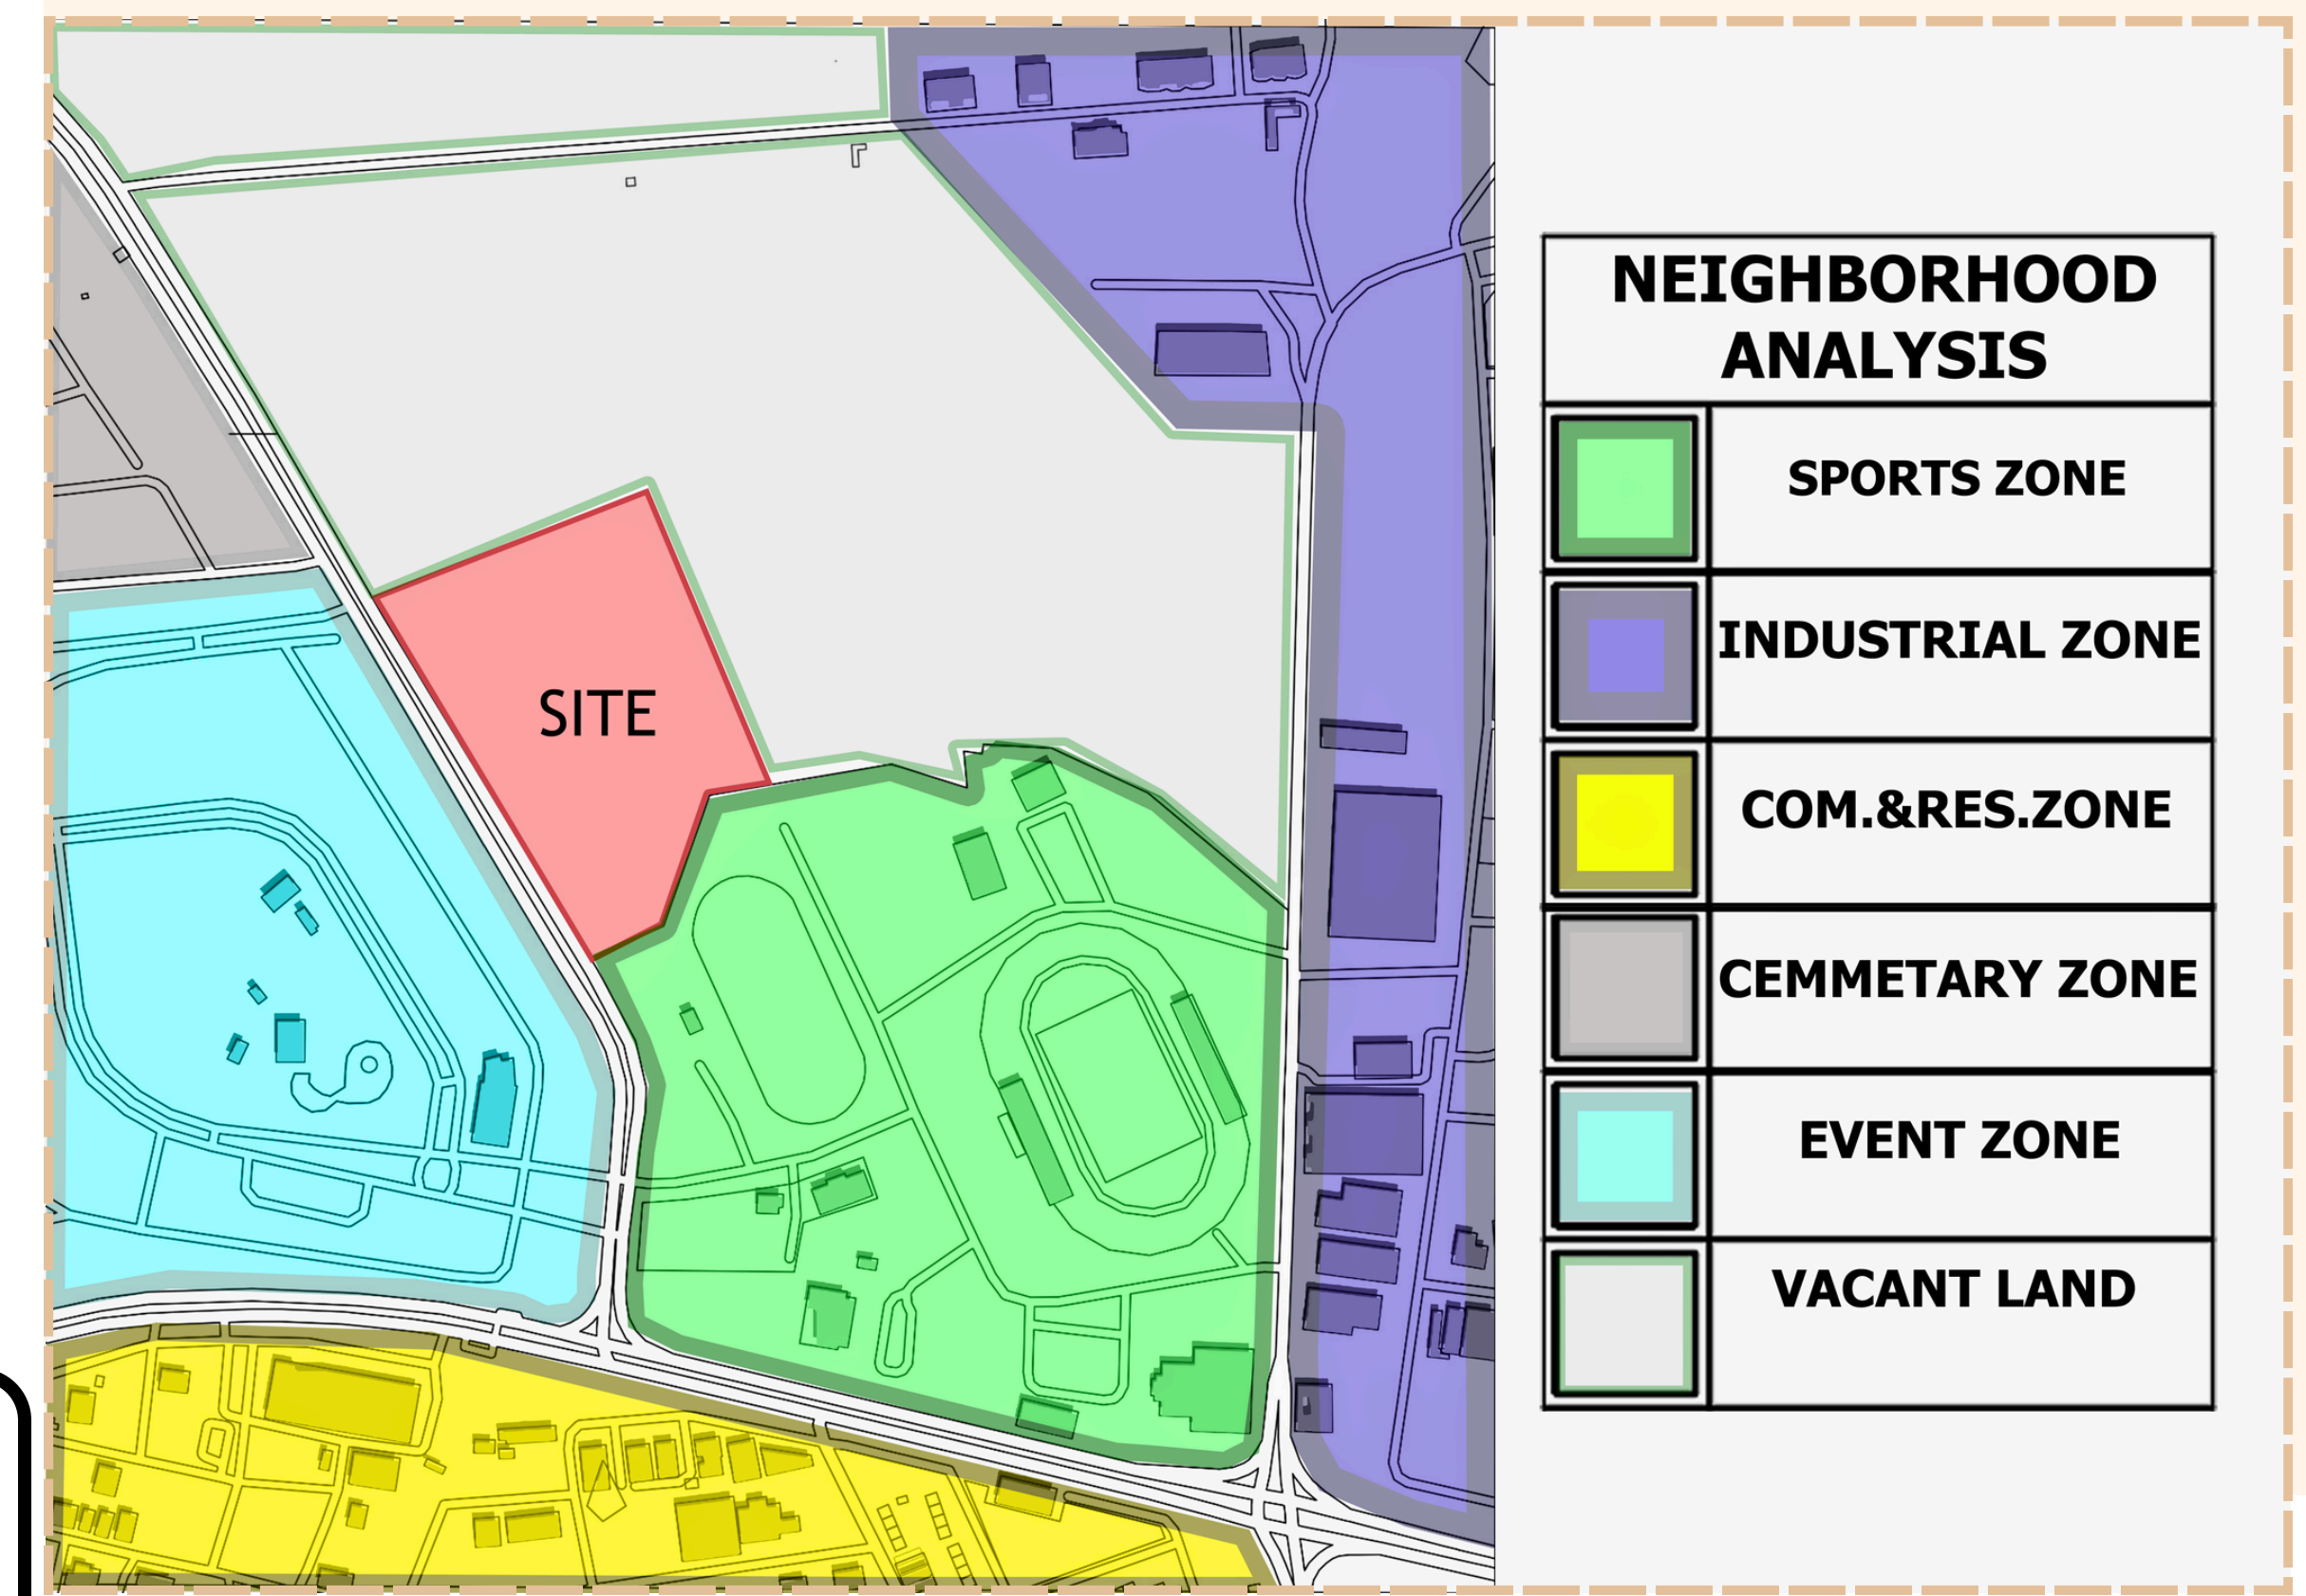 SITE
NEIGHBORHOOD
ANALYSIS
SPORTS ZONE
INDUSTRIAL ZONE
COM.&RES.ZONE
CEMMETARY ZONE
EVENT ZONE
VACANT LAND